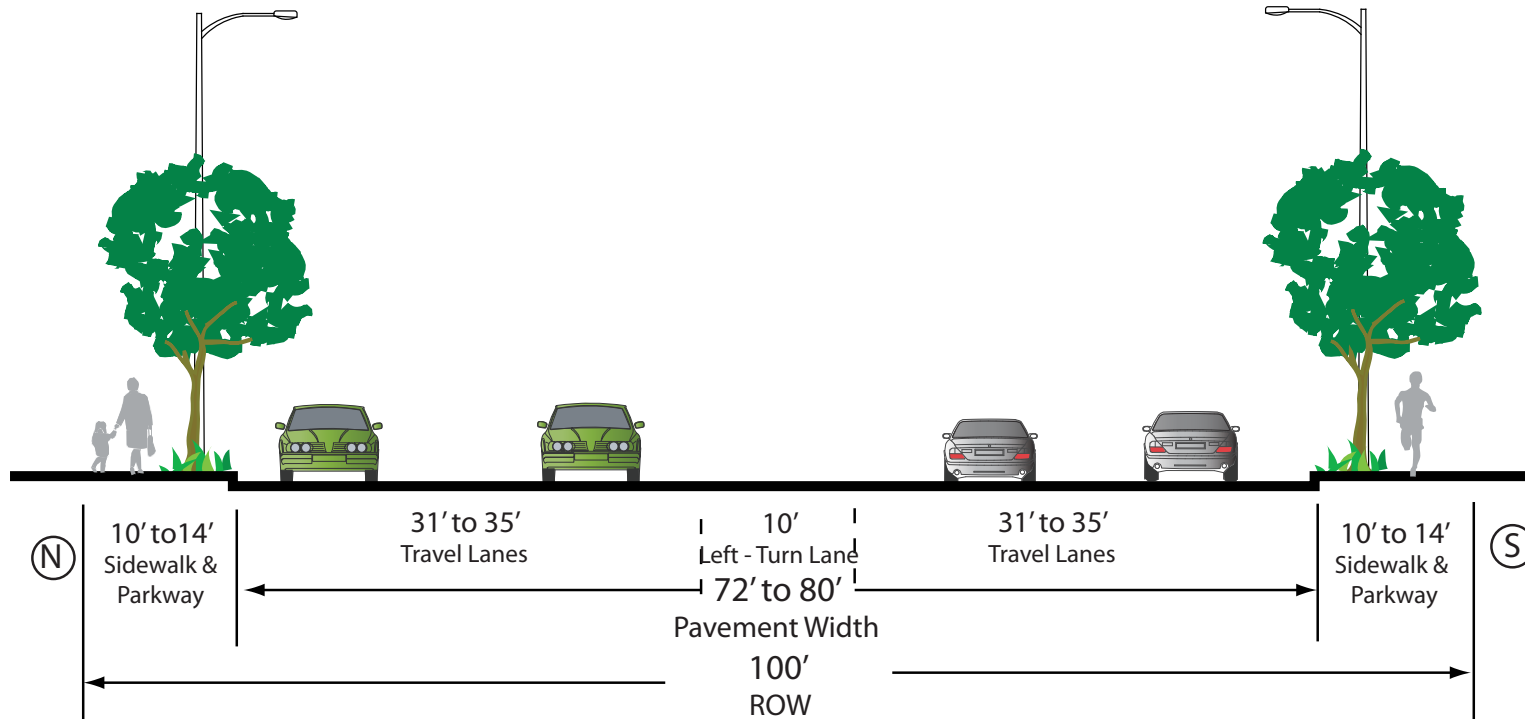 N
10’ to14’
Sidewalk &
Parkway
31’ to 35’
Travel Lanes
10’
Left - Turn Lane
31’ to 35’
Travel Lanes
10’ to 14’
Sidewalk &
Parkway
S
72’ to 80’
Pavement Width
100’
ROW